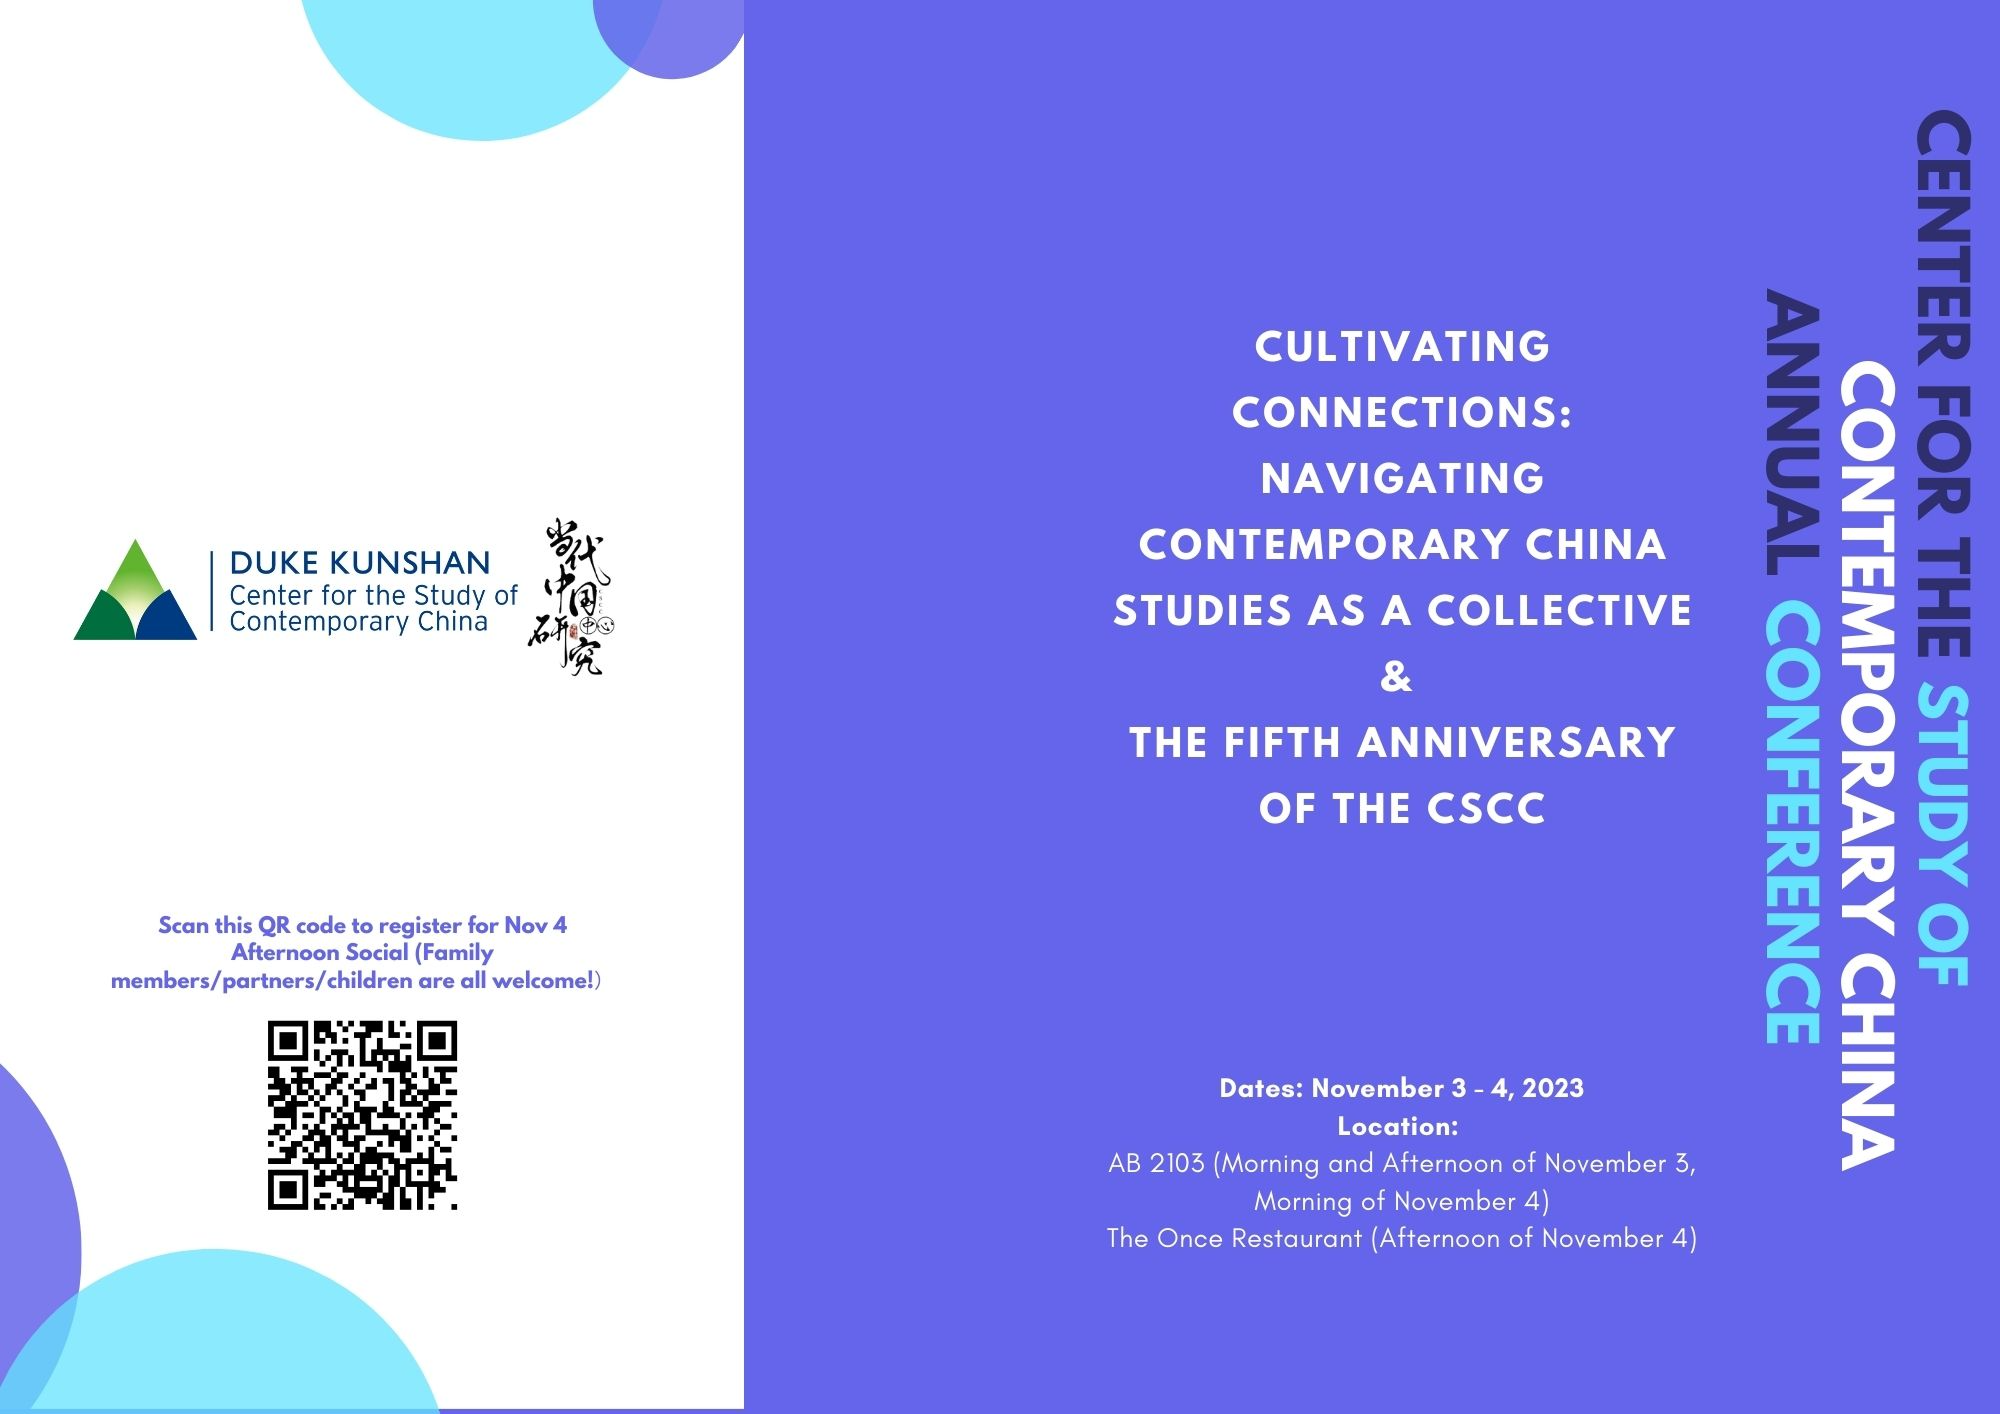 DUKE KUNSHAN
Center for the Study of
Contemporary China
当代
中国
研究
中心
Scan this QR code to register for Nov 4
Afternoon Social (Family
members/partners/children are all welcome!)
CULTIVATING
CONNECTIONS:
NAVIGATING
CONTEMPORARY CHINA
STUDIES AS A COLLECTIVE
&
THE FIFTH ANNIVERSARY
OF THE CSCC
Dates: November 3 - 4, 2023
Location:
AB 2103 (Morning and Afternoon of November 3,
Morning of November 4)
The Once Restaurant (Afternoon of November 4)
CENTER FOR THE STUDY OF
CONTEMPORARY CHINA
ANNUAL CONFERENCE